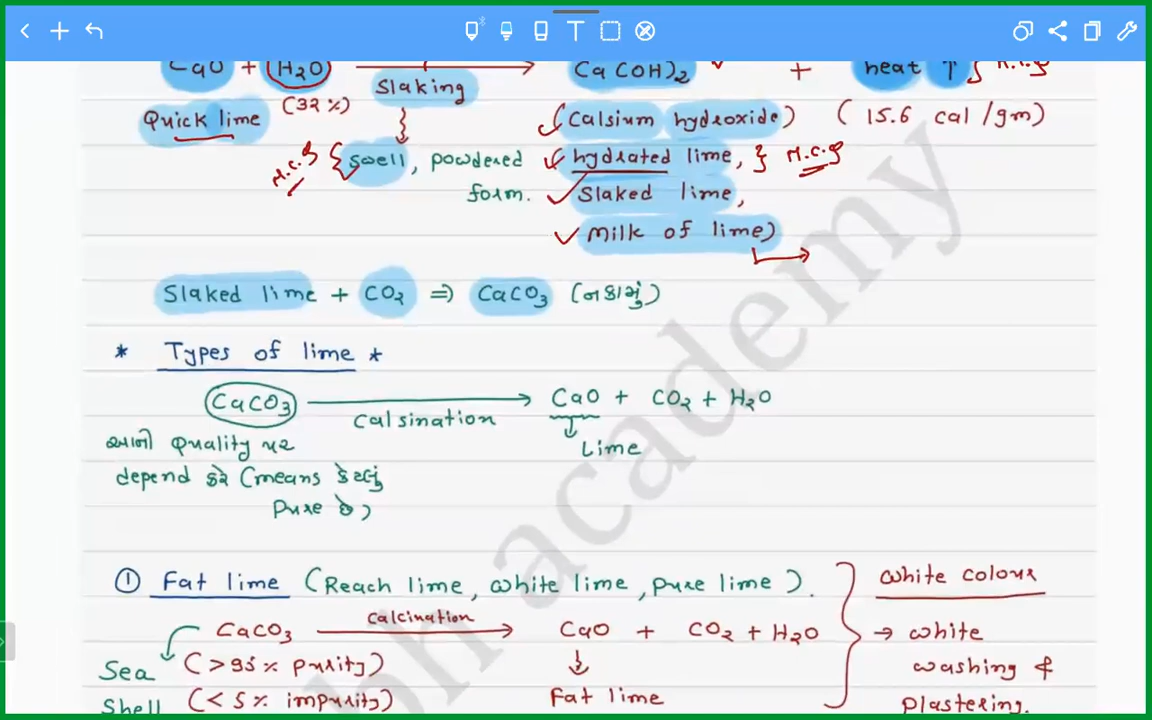 CaO + H2O ⟶ Ca(OH)2 ✓ + heat ↑ } M.C.Q
Slaking
Quick lime (32%) (Calsium hydroxide) (15.6 cal/gm)
M.C.Q { swell, powdered form. hydrated lime, } M.C.Q
Slaked lime,
Milk of lime)
Slaked lime + CO2 ⇒ CaCO3 (નકામું)
* Types of lime *
CaCO3 ⟶ CaO + CO2 + H2O
Calsination
Lime
આની quality પર
depend કરે (means કેટલું
Pure છે)
① Fat lime (Reach lime, white lime, pure lime).
White colour
CaCO3 ⟶ CaO + CO2 + H2O
calcination
→ white
washing &
plastering.
Sea
Shell
(> 95% purity)
(< 5% impurity)
Fat lime
academy